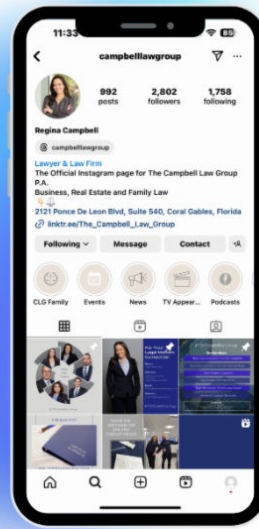 11:33
85
campbelllawgroup
992
posts
2,802
followers
1,758
following
Regina Campbell
campbelllawgroup
Lawyer & Law Firm
The Official Instagram page for The Campbell Law Group
P.A.
Business, Real Estate and Family Law
2121 Ponce De Leon Blvd, Suite 540, Coral Gables, Florida
linktr.ee/The_Campbell_Law_Group
Following
Message
Contact
CLG Family
Events
News
TV Appear...
Podcasts